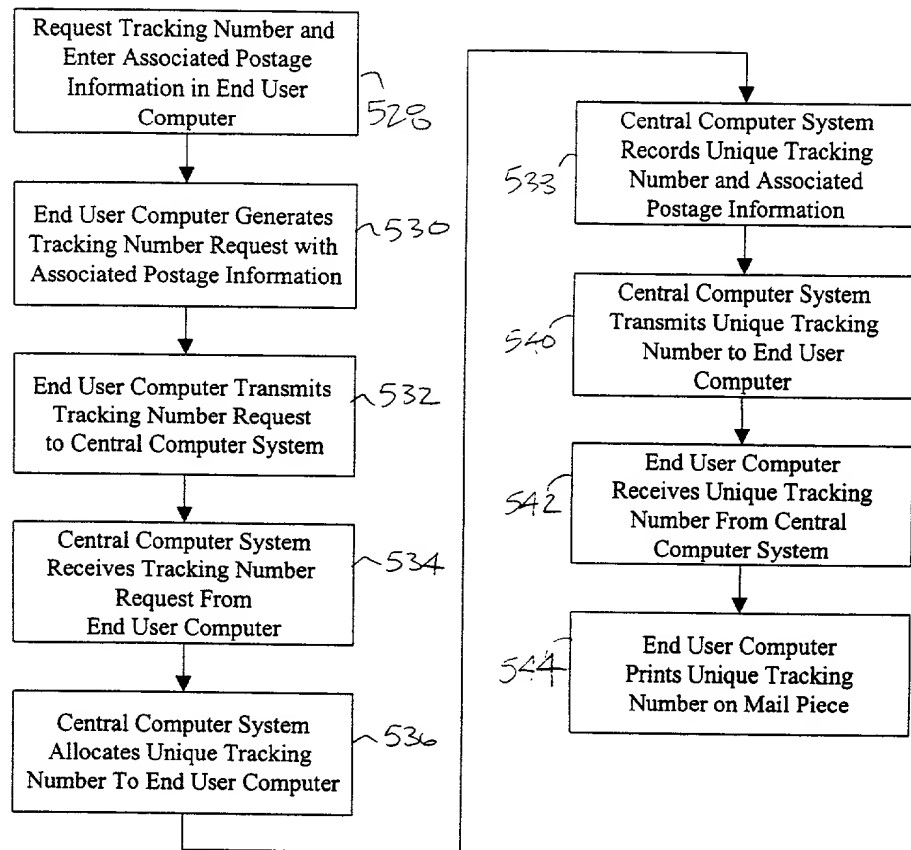 Request Tracking Number and
Enter Associated Postage
Information in End User
Computer
528
End User Computer Generates
Tracking Number Request with
Associated Postage Information
530
End User Computer Transmits
Tracking Number Request
to Central Computer System
532
Central Computer System
Receives Tracking Number
Request From
End User Computer
534
Central Computer System
Allocates Unique Tracking
Number To End User Computer
536
Central Computer System
Records Unique Tracking
Number and Associated
Postage Information
533
Central Computer System
Transmits Unique Tracking
Number to End User
Computer
540
End User Computer
Receives Unique Tracking
Number From Central
Computer System
542
End User Computer
Prints Unique Tracking
Number on Mail Piece
544